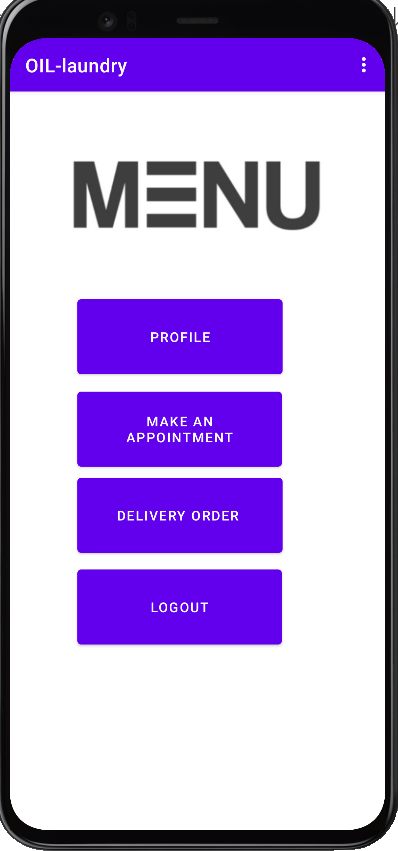 OIL-laundry
MENU
PROFILE
MAKE AN
APPOINTMENT
DELIVERY ORDER
LOGOUT